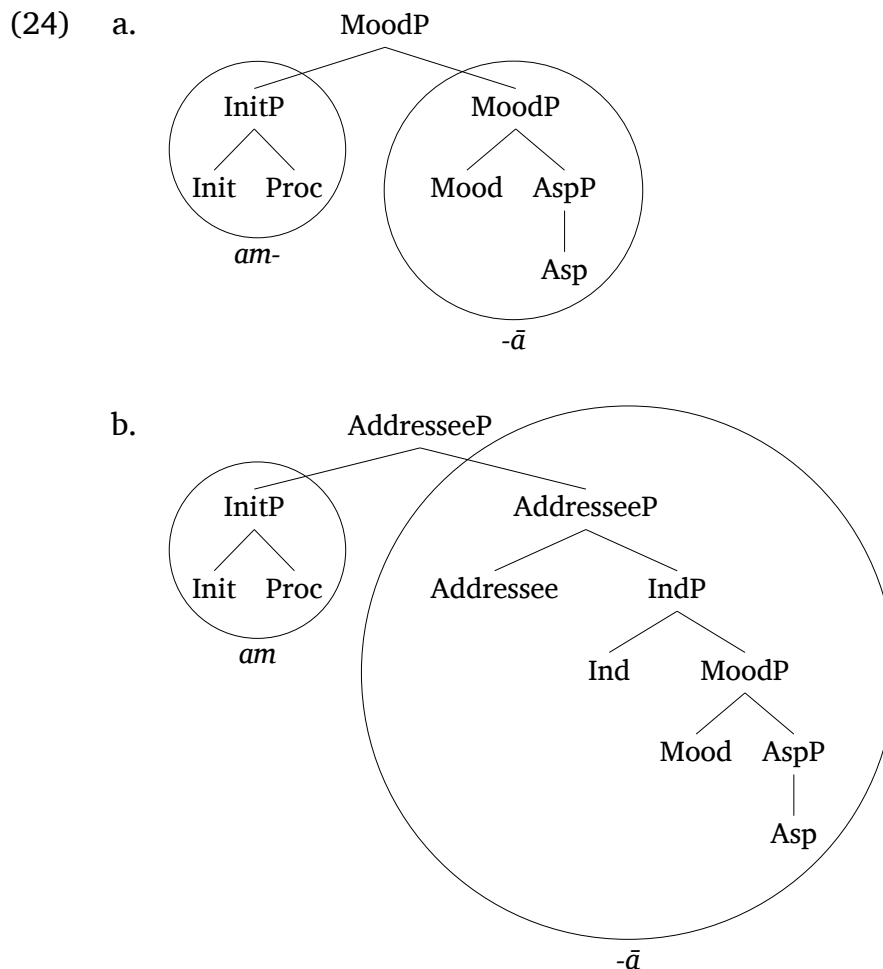 (24) a. MoodP
InitP MoodP
Init Proc Mood AspP
am- Asp
-ā
b. AddresseeP
InitP AddresseeP
Init Proc Addressee IndP
am Ind MoodP
Mood AspP
Asp
-ā